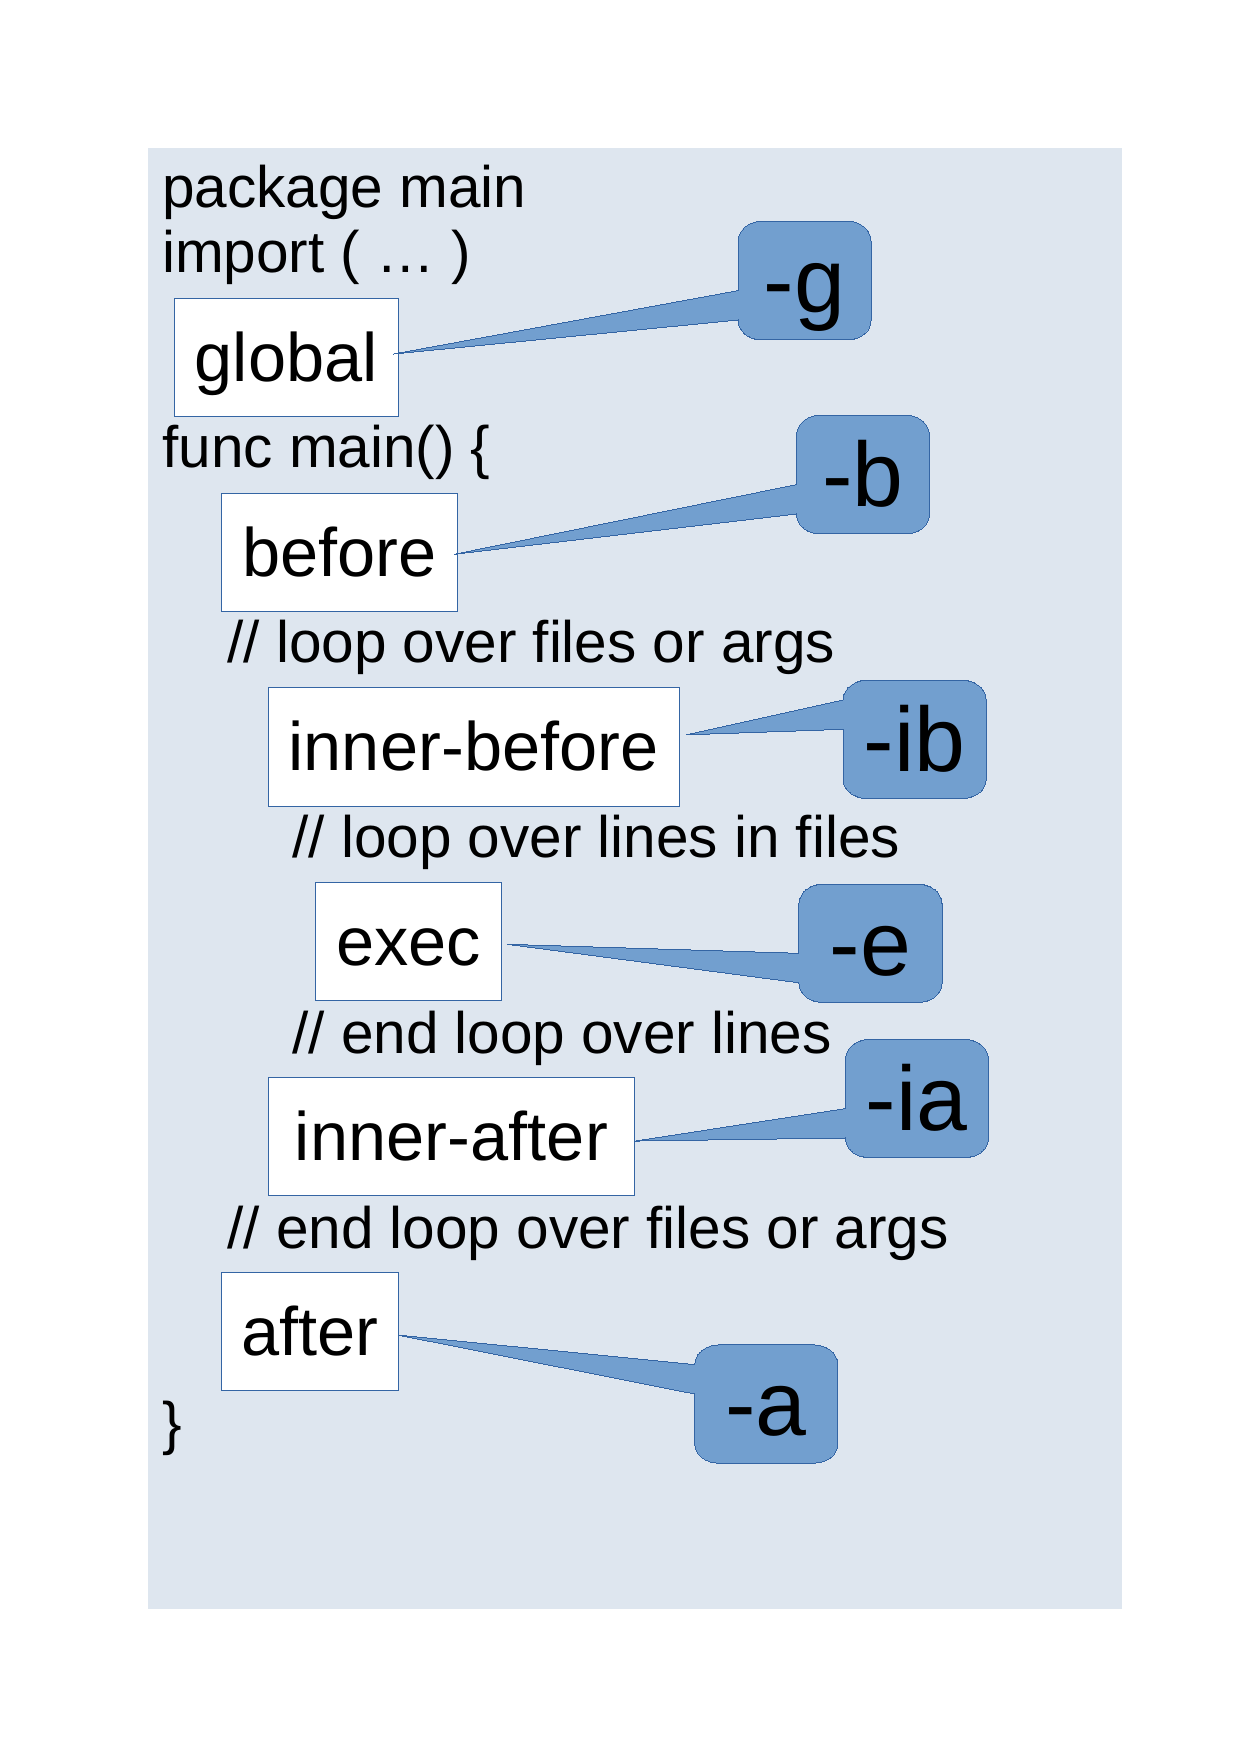 package main
import ( … )
-g
global
func main() {
-b
before
// loop over files or args
-ib
inner-before
// loop over lines in files
exec
-e
// end loop over lines
-ia
inner-after
// end loop over files or args
after
-a
}